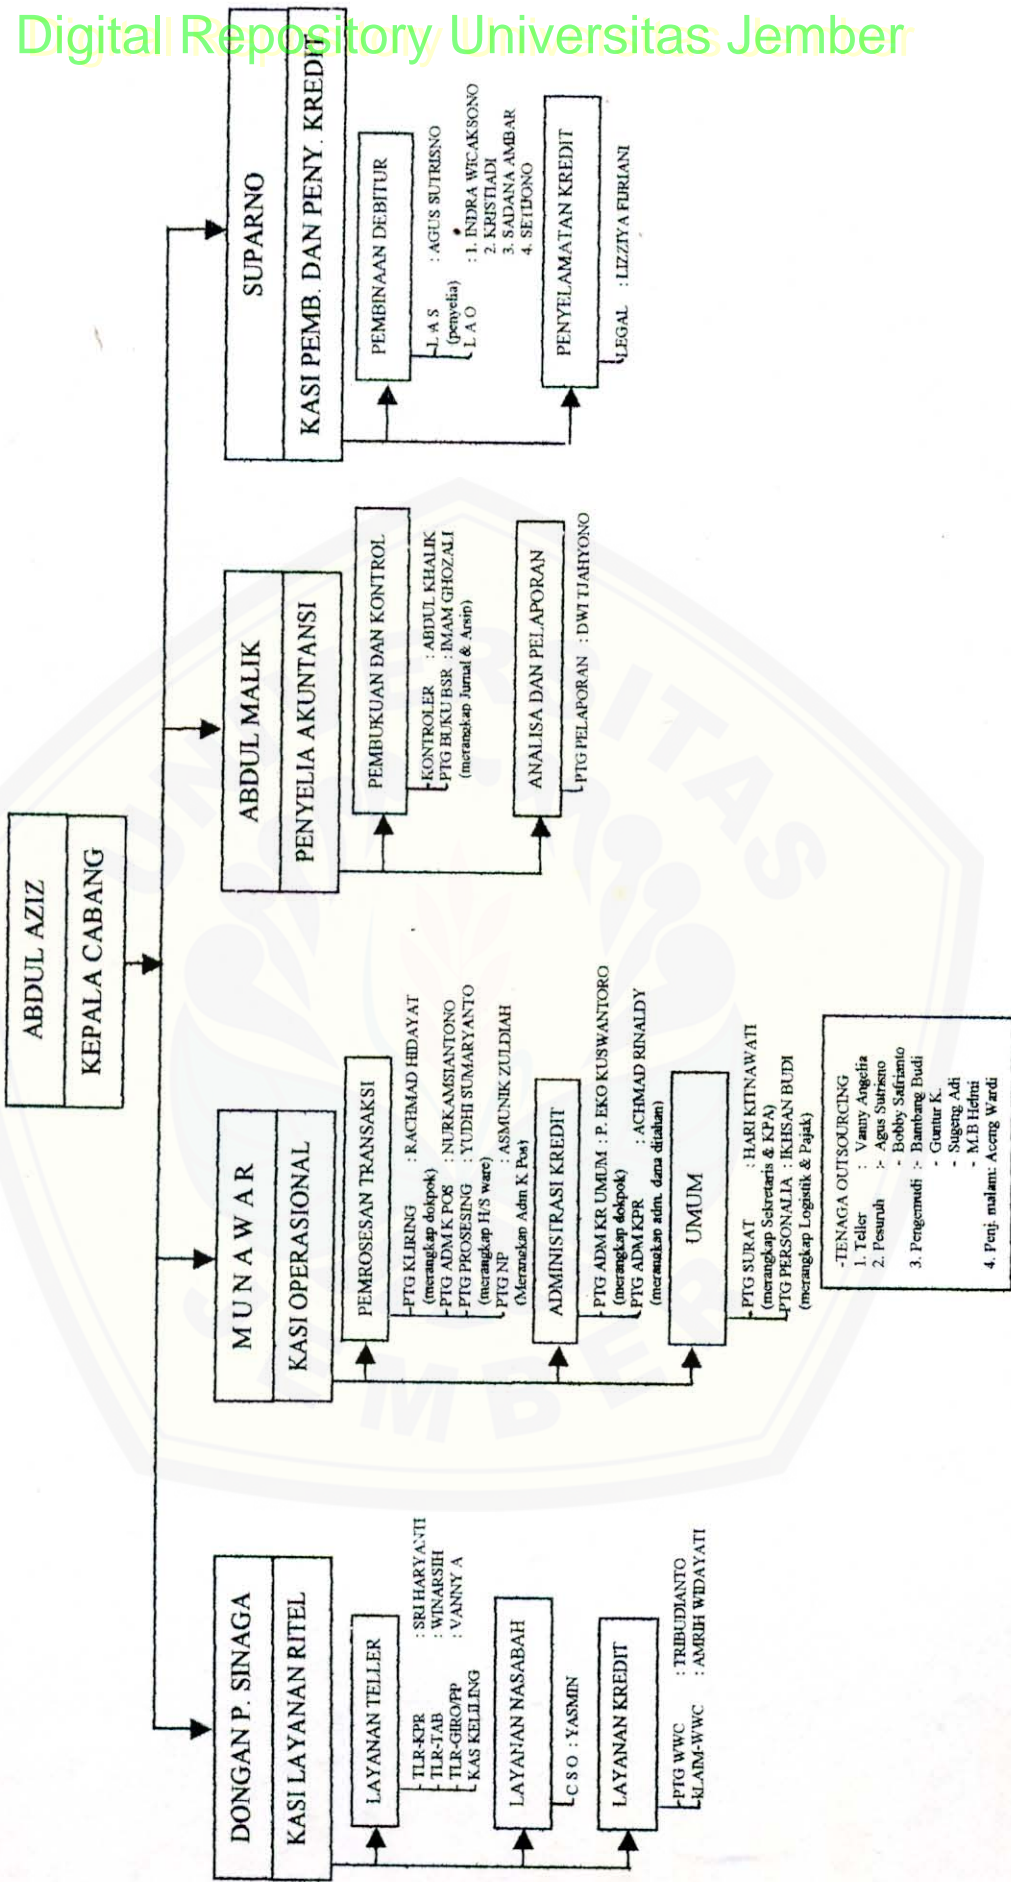 Digital Repository Universitas Jember
ABDUL AZIZ
KEPALA CABANG
DONGAN P. SINAGA
KASI LAYANAN RITEL
LAYANAN TELLER
TLR-KPR : SRI HARYANTI
TLR-TAB : WINARSIH
TLR-GIRO/PP : VANNY A
KAS KELILING
LAYANAN NASABAH
C S O : YASMIN
LAYANAN KREDIT
PTG WWC : TRIBUDIANTO
KLAIM-WWC : AMRIH WIDAYATI
M U N A W A R
KASI OPERASIONAL
PEMROSESAN TRANSAKSI
PTG KLIRING : RACHMAD HIDAYAT
(merangkap dokpok)
PTG ADM K POS : NURKAMSIANTONO
PTG PROSESING : YUDHI SUMARYANTO
(merangkap H/S ware)
PTG NP : ASMUNIK ZULDIAH
(Merangkap Adm K. Pos)
ADMINISTRASI KREDIT
PTG ADM KR UMUM : P. EKO KUSWANTORO
(merangkap dokpok)
PTG ADM KPR : ACHMAD RINALDY
(merangkap adm. dana ditahan)
UMUM
PTG SURAT : HARI KITNAWATI
(merangkap Sekretaris & KPA)
PTG PERSONALIA : IKHSAN BUDI
(merangkap Logistik & Pajak)
-TENAGA OUTSOURCING
1. Teller : Vanny Angelia
2. Pesuruh :- Agus Sutrisno
- Bobby Safrianto
3. Pengemudi :- Bambang Budi
- Guntur K.
- Sugeng Adi
- M.B Helmi
4. Penj. malam: Aceng Wardi
ABDUL MALIK
PENYELIA AKUNTANSI
PEMBUKUAN DAN KONTROL
KONTROLER : ABDUL KHALIK
PTG BUKU BSR : IMAM GHOZALI
(merangkap Jurnal & Arsip)
ANALISA DAN PELAPORAN
PTG PELAPORAN : DWI TJAHYONO
SUPARNO
KASI PEMB. DAN PENY. KREDIT
PEMBINAAN DEBITUR
L A S : AGUS SUTRISNO
(penyelia)
L A O : 1. INDRA WICAKSONO
2. KRISTIADI
3. SADANA AMBAR
4. SETIJONO
PENYELAMATAN KREDIT
LEGAL : LIZZIYA FURIANI
UNIVERSITAS
JEMBER